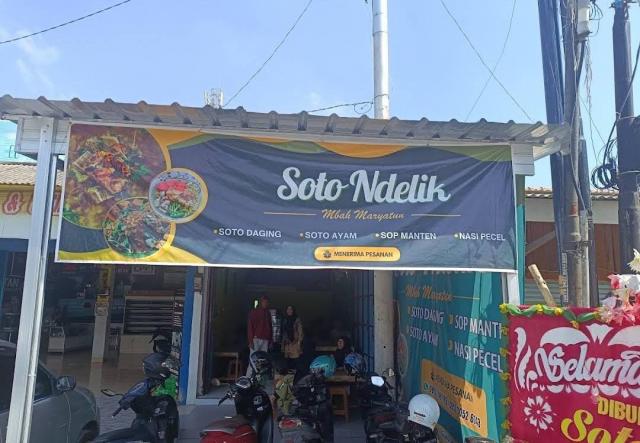 Soto Ndelik
Mbah Maryatun
• SOTO DAGING • SOTO AYAM • SOP MANTEN • NASI PECEL
MENERIMA PESANAN
Mbah Maryatun
• SOTO DAGING
• SOP MANTEN
• SOTO AYAM
• NASI PECEL
Selama
DIBU
Sot